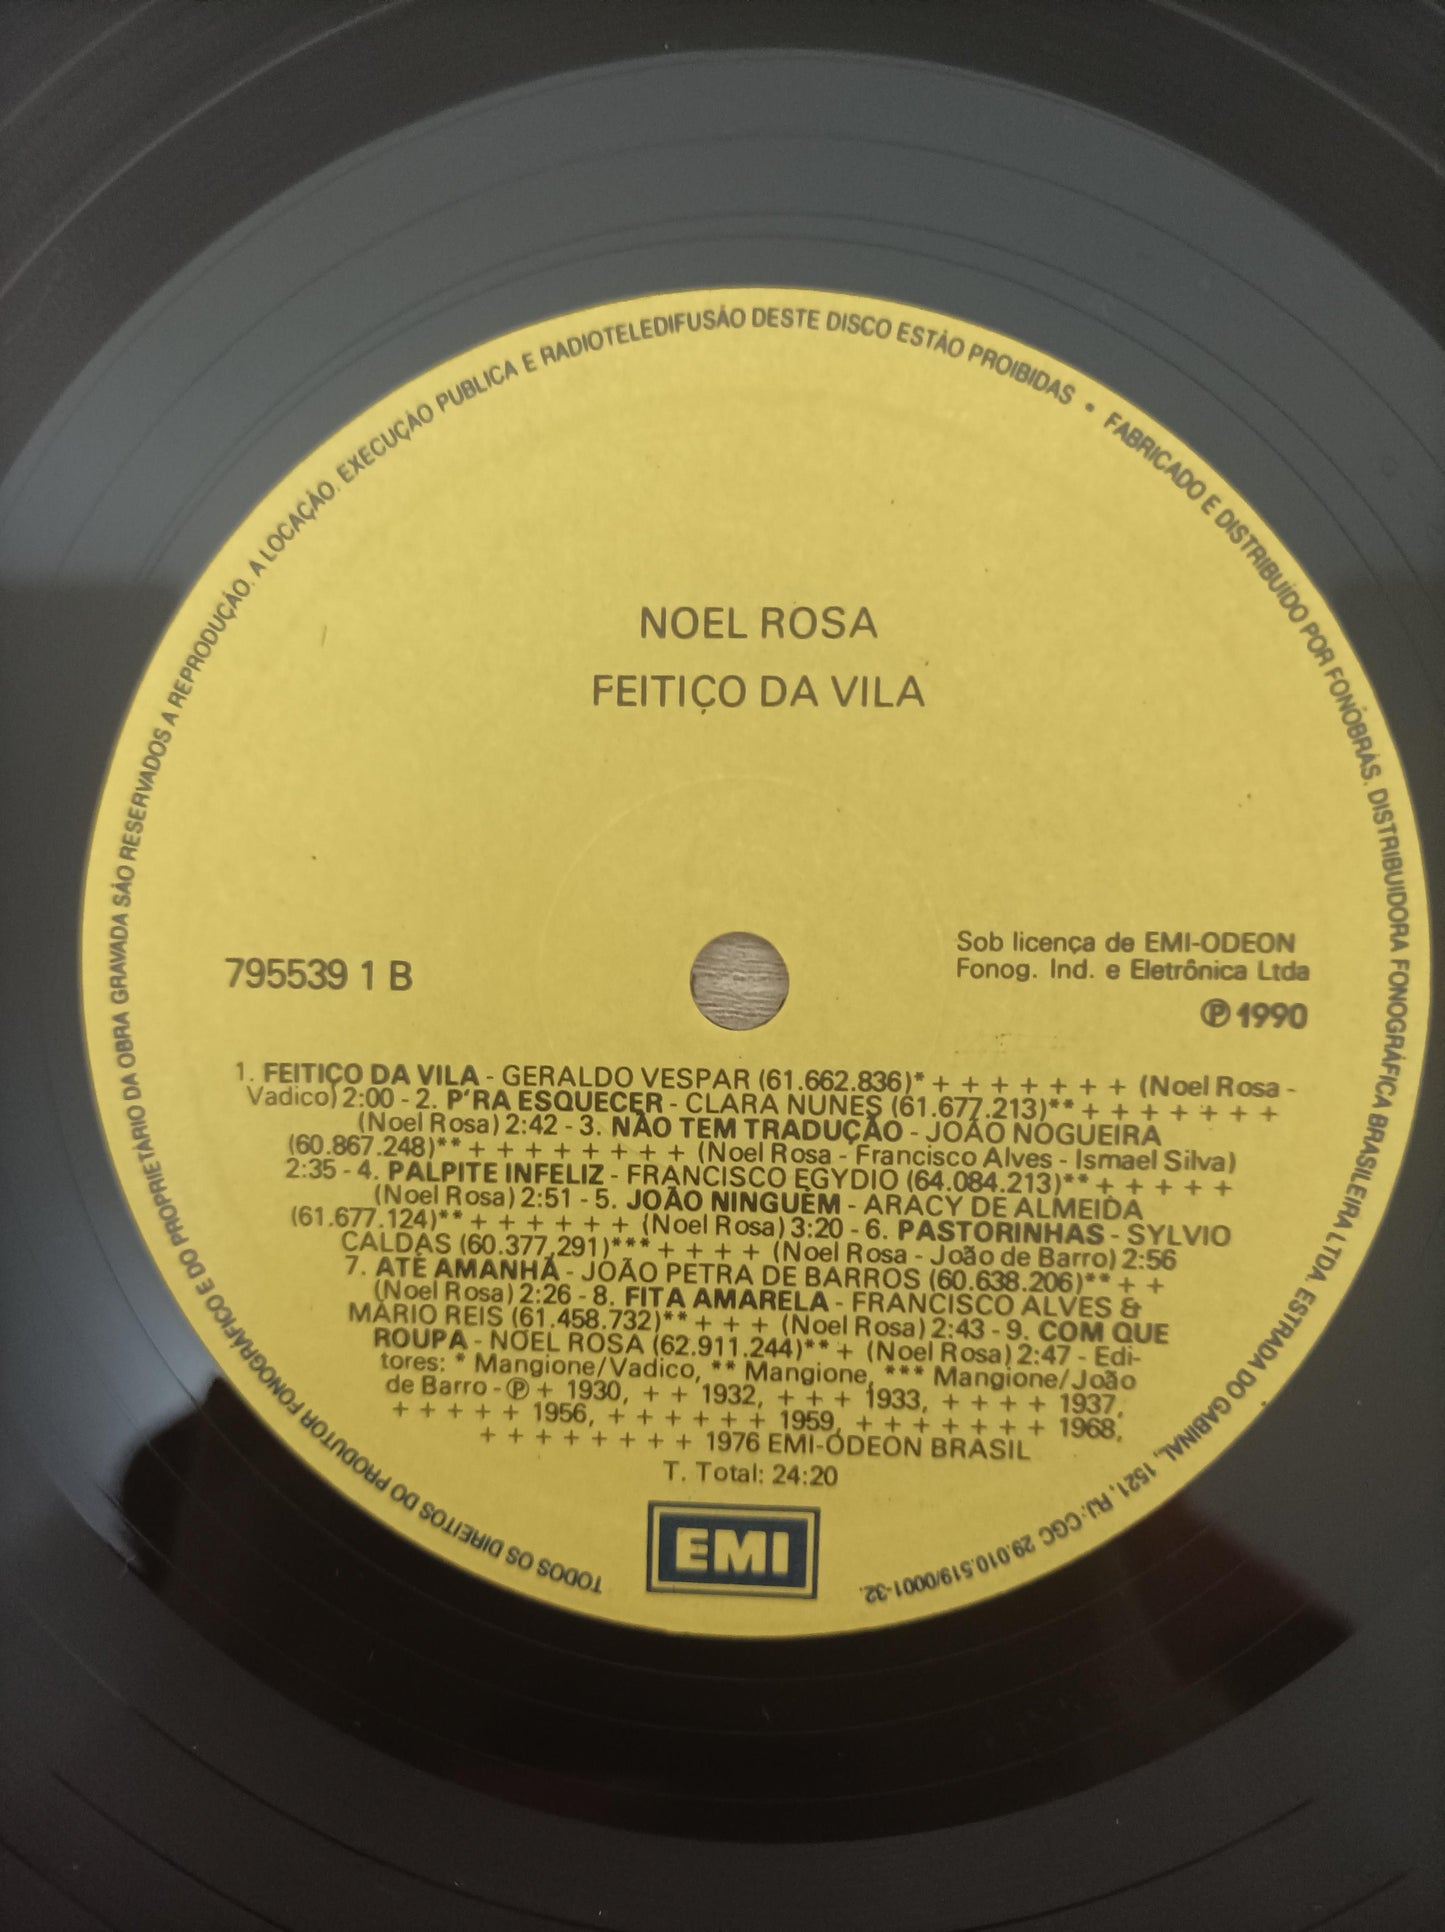 TODOS OS DIREITOS DO PRODUTOR FONOGRÁFICO E DO PROPRIETÁRIO DA OBRA GRAVADA SÃO RESERVADOS A REPRODUÇÃO. A LOCAÇÃO. EXECUÇÃO PUBLICA E RADIOTELEDIFUSÃO DESTE DISCO ESTÃO PROIBIDAS • FABRICADO E DISTRIBUÍDO POR FONÓBRÁS. DISTRIBUIDORA FONOGRÁFICA BRASILEIRA LTDA. ESTRADA DO GABINAL, 1521, RJ. CGC 29.010.519/0001-32.
NOEL ROSA
FEITIÇO DA VILA
795539 1 B
Sob licença de EMI-ODEON
Fonog. Ind. e Eletrônica Ltda
℗ 1990
1. FEITIÇO DA VILA - GERALDO VESPAR (61.662.836)* + + + + + + + (Noel Rosa -
Vadico) 2:00 - 2. P'RA ESQUECER - CLARA NUNES (61.677.213)** + + + + + + +
(Noel Rosa) 2:42 - 3. NÃO TEM TRADUÇÃO - JOÃO NOGUEIRA
(60.867.248)** + + + + + + + + (Noel Rosa - Francisco Alves - Ismael Silva)
2:35 - 4. PALPITE INFELIZ - FRANCISCO EGYDIO (64.084.213)** + + + + +
(Noel Rosa) 2:51 - 5. JOÃO NINGUÉM - ARACY DE ALMEIDA
(61.677.124)** + + + + + + (Noel Rosa) 3:20 - 6. PASTORINHAS - SYLVIO
CALDAS (60.377.291)*** + + + + (Noel Rosa - João de Barro) 2:56
7. ATÉ AMANHÃ - JOÃO PETRA DE BARROS (60.638.206)** + +
(Noel Rosa) 2:26 - 8. FITA AMARELA - FRANCISCO ALVES &
MÁRIO REIS (61.458.732)** + + + (Noel Rosa) 2:43 - 9. COM QUE
ROUPA - NOEL ROSA (62.911.244)** + (Noel Rosa) 2:47 - Edi-
tores: * Mangione/Vadico, ** Mangione, *** Mangione/João
de Barro - ℗ + 1930, + + 1932, + + + 1933, + + + + 1937,
+ + + + + 1956, + + + + + + 1959, + + + + + + + 1968,
+ + + + + + + + 1976 EMI-ODEON BRASIL
T. Total: 24:20
EMI